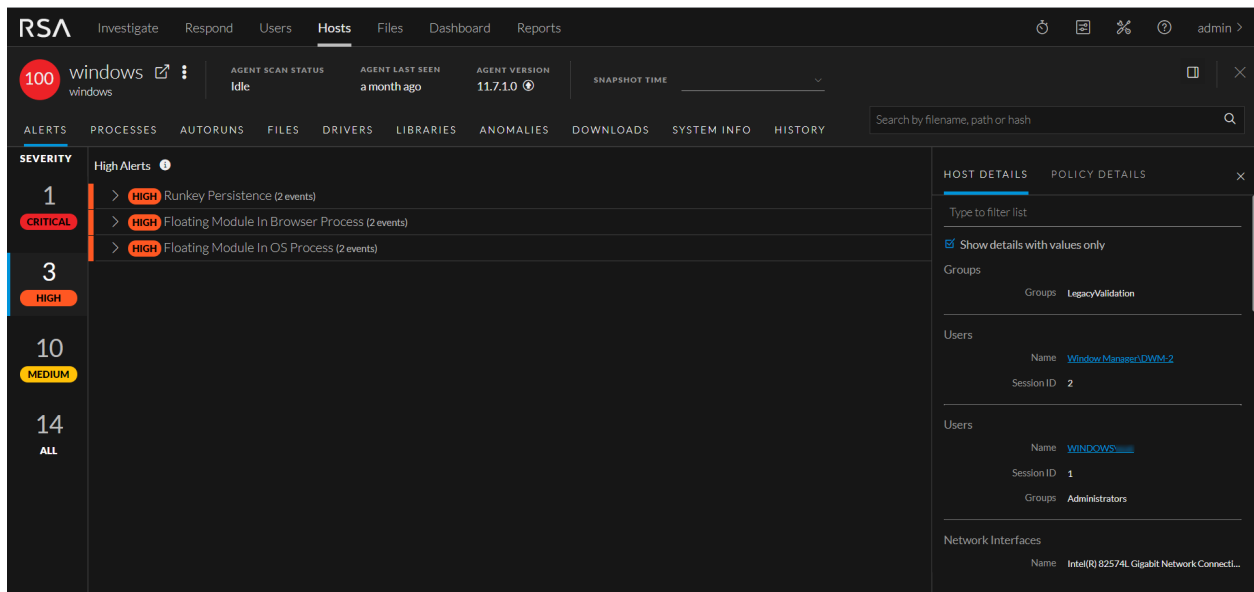 RSA Investigate Respond Users Hosts Files Dashboard Reports admin >
100 windows AGENT SCAN STATUS AGENT LAST SEEN AGENT VERSION SNAPSHOT TIME
windows Idle a month ago 11.7.1.0
ALERTS PROCESSES AUTORUNS FILES DRIVERS LIBRARIES ANOMALIES DOWNLOADS SYSTEM INFO HISTORY Search by filename, path or hash
SEVERITY
1
CRITICAL
3
HIGH
10
MEDIUM
14
ALL
High Alerts
HIGH Runkey Persistence (2 events)
HIGH Floating Module In Browser Process (2 events)
HIGH Floating Module In OS Process (2 events)
HOST DETAILS POLICY DETAILS
Type to filter list
Show details with values only
Groups
Groups LegacyValidation
Users
Name Window Manager\DWM-2
Session ID 2
Users
Name WINDOWS\
Session ID 1
Groups Administrators
Network Interfaces
Name Intel(R) 82574L Gigabit Network Connecti...